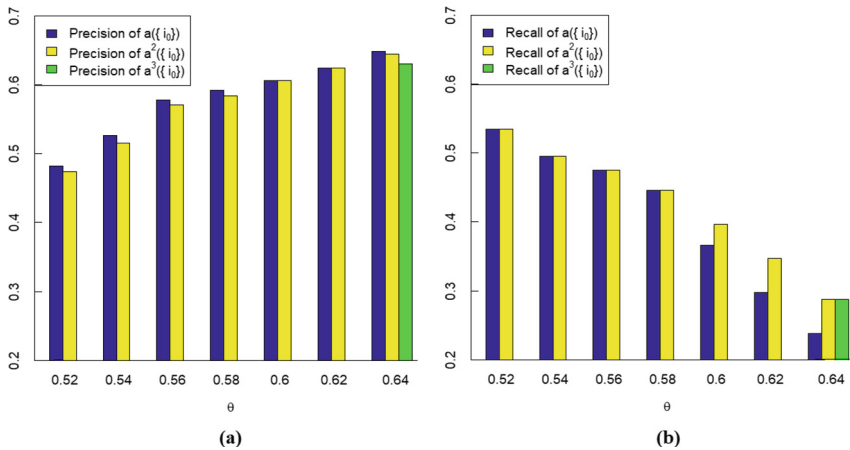 0.7
0.6
0.5
0.4
0.3
0.2
Precision of a({ i₀})
Precision of a²({ i₀})
Precision of a³({ i₀})
0.52 0.54 0.56 0.58 0.6 0.62 0.64
θ
(a)
0.7
0.6
0.5
0.4
0.3
0.2
Recall of a({ i₀})
Recall of a²({ i₀})
Recall of a³({ i₀})
0.52 0.54 0.56 0.58 0.6 0.62 0.64
θ
(b)